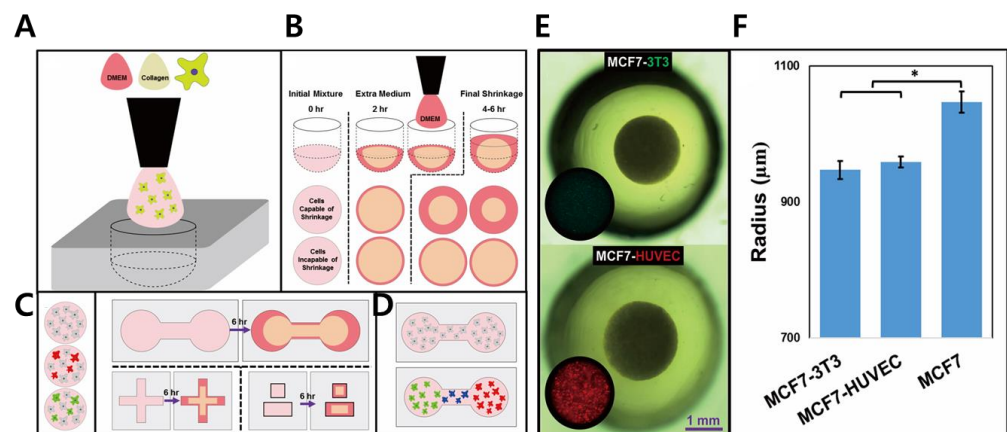 A
B
C
D
E
F
DMEM
Collagen
Initial Mixture
0 hr
Extra Medium
2 hr
Final Shrinkage
4-6 hr
DMEM
Cells
Capable of
Shrinkage
Cells
Incapable of
Shrinkage
6 hr
6 hr
6 hr
MCF7-3T3
MCF7-HUVEC
1 mm
1100
900
700
Radius (μm)
*
MCF7-3T3
MCF7-HUVEC
MCF7